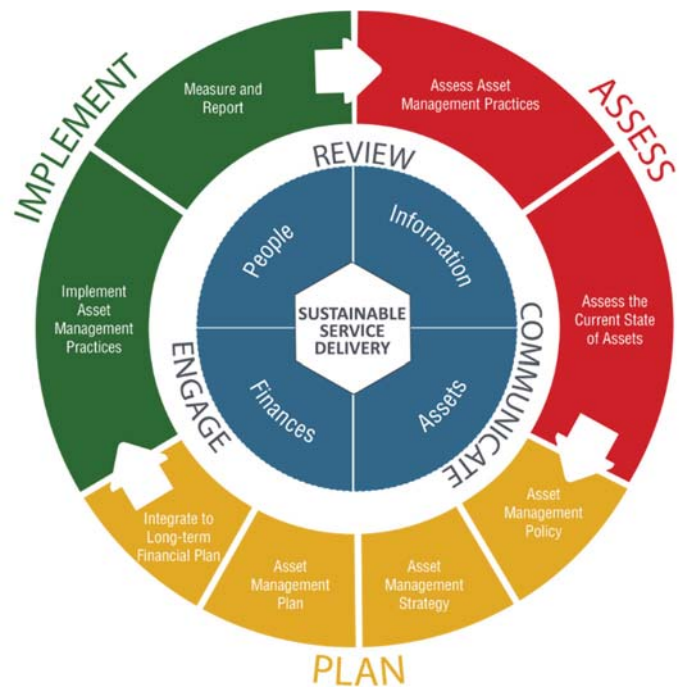 IMPLEMENT
Measure and
Report
Assess Asset
Management Practices
ASSESS
REVIEW
People
Information
SUSTAINABLE
SERVICE
DELIVERY
Implement
Asset
Management
Practices
Assess the
Current State
of Assets
ENGAGE
COMMUNICATE
Finances
Assets
Integrate to
Long-term
Financial Plan
Asset
Management
Plan
Asset
Management
Strategy
Asset
Management
Policy
PLAN